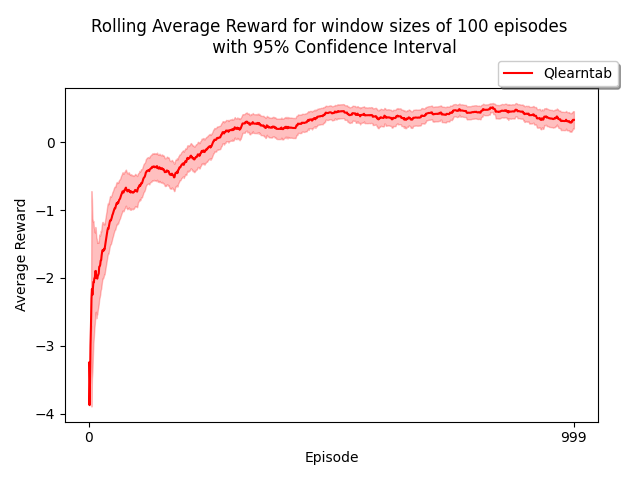 Rolling Average Reward for window sizes of 100 episodes
with 95% Confidence Interval
Qlearntab
Average Reward
0
−1
−2
−3
−4
0
999
Episode